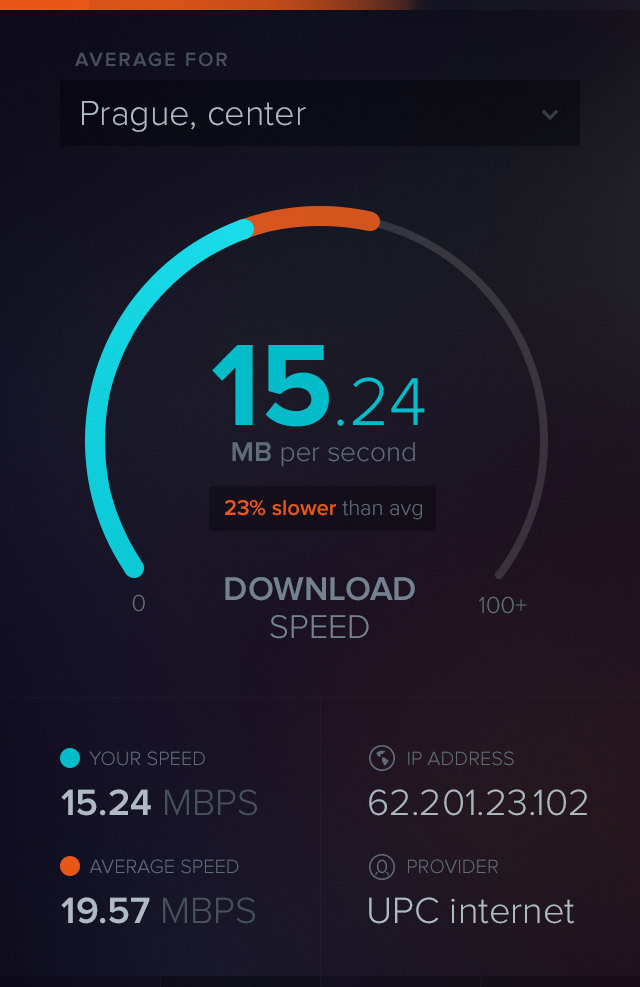 AVERAGE FOR
Prague, center
15.24
MB per second
23% slower than avg
DOWNLOAD
SPEED
0
100+
YOUR SPEED
15.24 MBPS
IP ADDRESS
62.201.23.102
AVERAGE SPEED
19.57 MBPS
PROVIDER
UPC internet